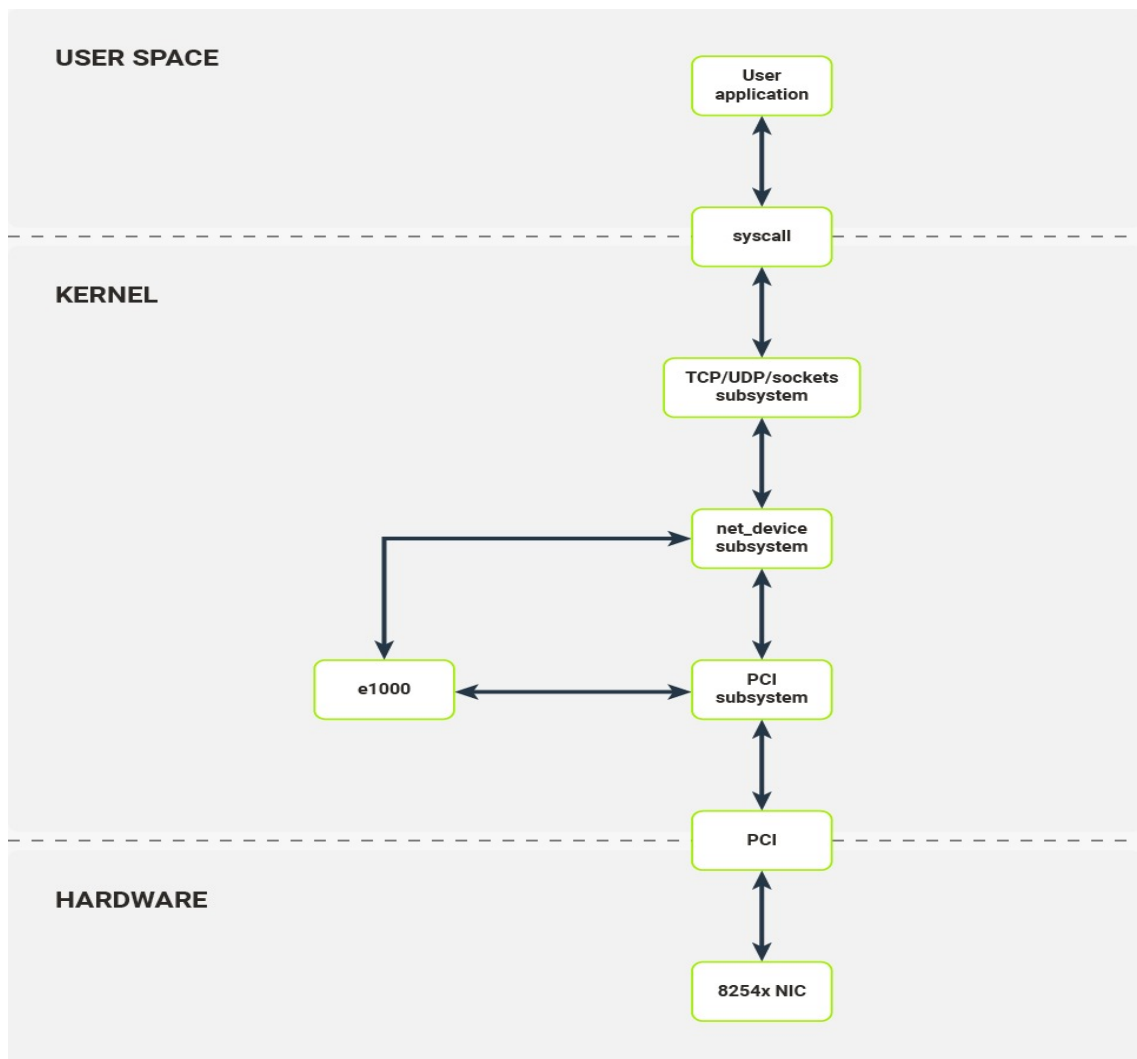 USER SPACE
User
application
syscall
KERNEL
TCP/UDP/sockets
subsystem
net_device
subsystem
e1000
PCI
subsystem
PCI
HARDWARE
8254x NIC